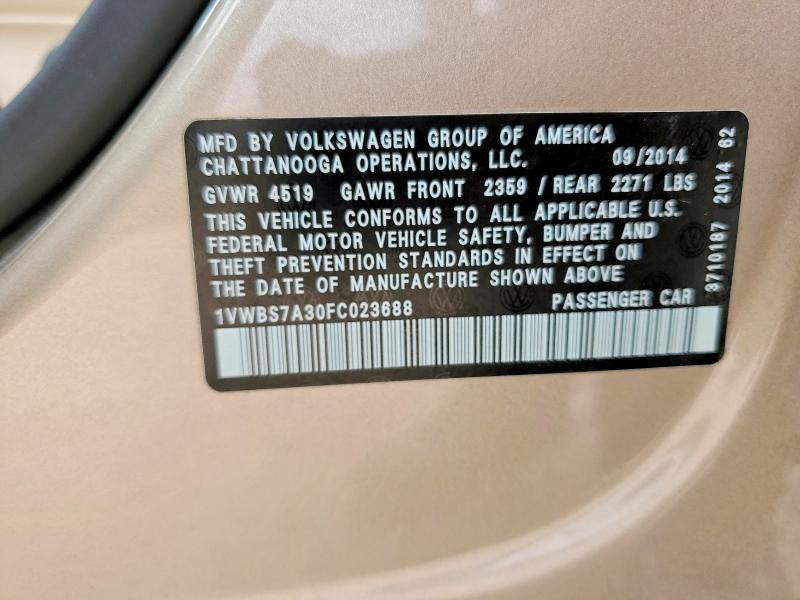 MFD BY VOLKSWAGEN GROUP OF AMERICA
CHATTANOOGA OPERATIONS, LLC. 09/2014
GVWR 4519 GAWR FRONT 2359 / REAR 2271 LBS
THIS VEHICLE CONFORMS TO ALL APPLICABLE U.S.
FEDERAL MOTOR VEHICLE SAFETY, BUMPER AND
THEFT PREVENTION STANDARDS IN EFFECT ON
THE DATE OF MANUFACTURE SHOWN ABOVE
1VWBS7A30FC023688 PASSENGER CAR
3710187 2014 62